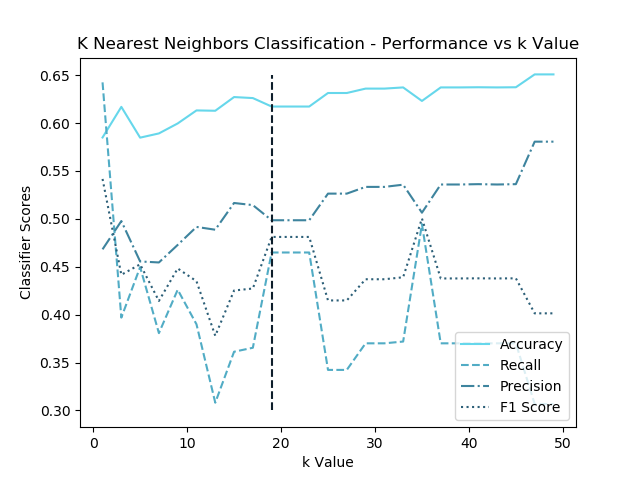 K Nearest Neighbors Classification - Performance vs k Value
0.65
0.60
0.55
0.50
0.45
0.40
0.35
0.30
Classifier Scores
Accuracy
Recall
Precision
F1 Score
0 10 20 30 40 50
k Value